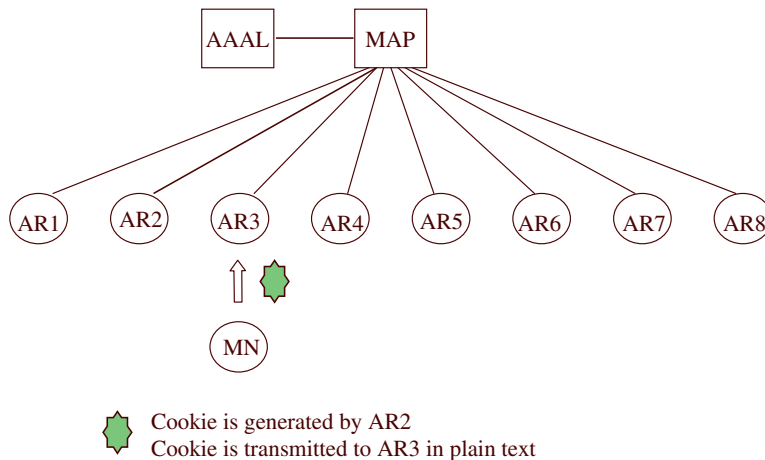 AAAL MAP
AR1 AR2 AR3 AR4 AR5 AR6 AR7 AR8
MN
Cookie is generated by AR2
Cookie is transmitted to AR3 in plain text